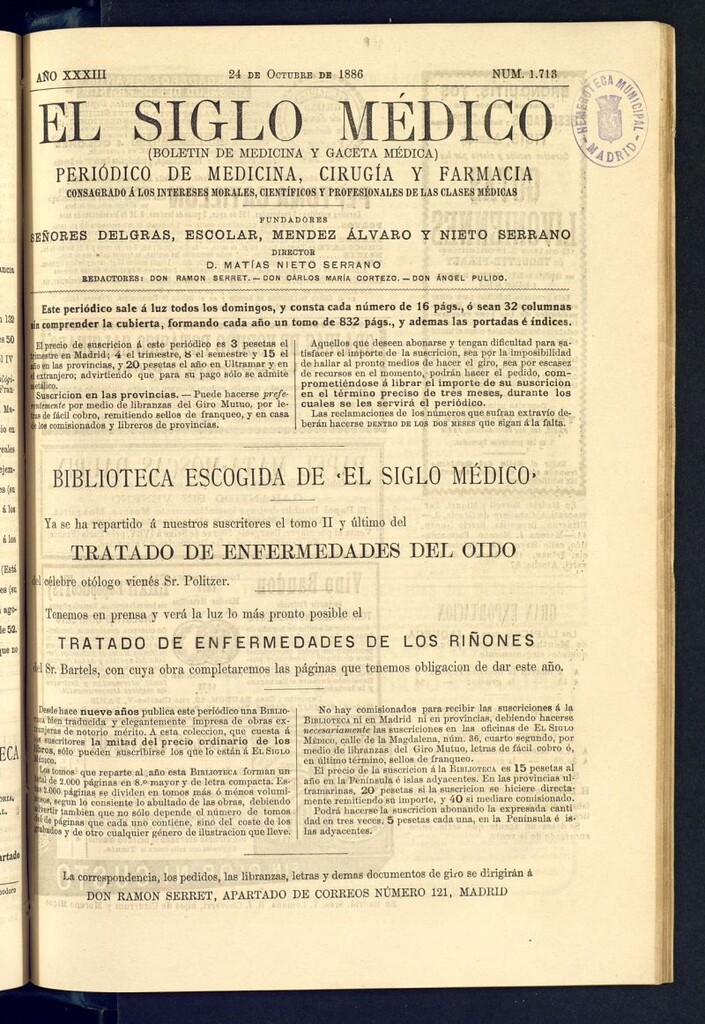 AÑO XXXIII
24 DE OCTUBRE DE 1886
NUM. 1.713
EL SIGLO MÉDICO
(BOLETIN DE MEDICINA Y GACETA MÉDICA)
PERIÓDICO DE MEDICINA, CIRUGÍA Y FARMACIA
CONSAGRADO Á LOS INTERESES MORALES, CIENTÍFICOS Y PROFESIONALES DE LAS CLASES MÉDICAS
HEMEROTECA MUNICIPAL
MADRID
FUNDADORES
SEÑORES DELGRAS, ESCOLAR, MENDEZ ÁLVARO Y NIETO SERRANO
DIRECTOR
D. MATÍAS NIETO SERRANO
REDACTORES: DON RAMON SERRET. — DON CÁRLOS MARÍA CORTEZO. — DON ÁNGEL PULIDO.
Este periódico sale á luz todos los domingos, y consta cada número de 16 págs., ó sean 32 columnas
sin comprender la cubierta, formando cada año un tomo de 832 págs., y ademas las portadas é índices.
El precio de suscricion á este periódico es 3 pesetas el
trimestre en Madrid; 4 el trimestre, 8 el semestre y 15 el
año en las provincias, y 20 pesetas el año en Ultramar y en
el extranjero; advirtiendo que para su pago sólo se admite
metálico.
Suscricion en las provincias. — Puede hacerse prefe-
rentemente por medio de libranzas del Giro Mutuo, por le-
tras de fácil cobro, remitiendo sellos de franqueo, y en casa
de los comisionados y libreros de provincias.
Aquellos que deseen abonarse y tengan dificultad para sa-
tisfacer el importe de la suscricion, sea por la imposibilidad
de hallar al pronto medios de hacer el giro, sea por escasez
de recursos en el momento, podrán hacer el pedido, com-
prometiéndose á librar el importe de su suscricion
en el término preciso de tres meses, durante los
cuales se les servirá el periódico.
Las reclamaciones de los números que sufran extravío de-
berán hacerse DENTRO DE LOS DOS MESES que sigan á la falta.
BIBLIOTECA ESCOGIDA DE «EL SIGLO MÉDICO»
Ya se ha repartido á nuestros suscritores el tomo II y último del
TRATADO DE ENFERMEDADES DEL OIDO
del célebre otólogo vienés Sr. Politzer.
Tenemos en prensa y verá la luz lo más pronto posible el
TRATADO DE ENFERMEDADES DE LOS RIÑONES
del Sr. Bartels, con cuya obra completaremos las páginas que tenemos obligacion de dar este año.
Desde hace nueve años publica este periódico una BIBLIO-
TECA bien traducida y elegantemente impresa de obras ex-
tranjeras de notorio mérito. A esta coleccion, que cuesta á
los suscritores la mitad del precio ordinario de los
libros, sólo pueden suscribirse los que lo están á EL SIGLO
MÉDICO.
Los tomos que reparte al año esta BIBLIOTECA forman un
total de 2.000 páginas en 8.º mayor y de letra compacta. Es-
tas 2.000 páginas se dividen en tomos más ó ménos volumi-
nosos, segun lo consiente lo abultado de las obras, debiendo
advertir tambien que no sólo depende el número de tomos
del de páginas que cada uno contiene, sino del coste de los
grabados y de otro cualquier género de ilustracion que lleve.
No hay comisionados para recibir las suscriciones á la
BIBLIOTECA ni en Madrid ni en provincias, debiendo hacerse
necesariamente las suscriciones en las oficinas de EL SIGLO
MÉDICO, calle de la Magdalena, núm. 36, cuarto segundo, por
medio de libranzas del Giro Mutuo, letras de fácil cobro ó,
en último término, sellos de franqueo.
El precio de la suscricion á la BIBLIOTECA es 15 pesetas al
año en la Península é islas adyacentes. En las provincias ul-
tramarinas, 20 pesetas si la suscricion se hiciere directa-
mente remitiendo su importe, y 40 si mediare comisionado.
Podrá hacerse la suscricion abonando la expresada canti
dad en tres veces, 5 pesetas cada una, en la Península é is-
las adyacentes.
La correspondencia, los pedidos, las libranzas, letras y demas documentos de giro se dirigirán á
DON RAMON SERRET, APARTADO DE CORREOS NÚMERO 121, MADRID